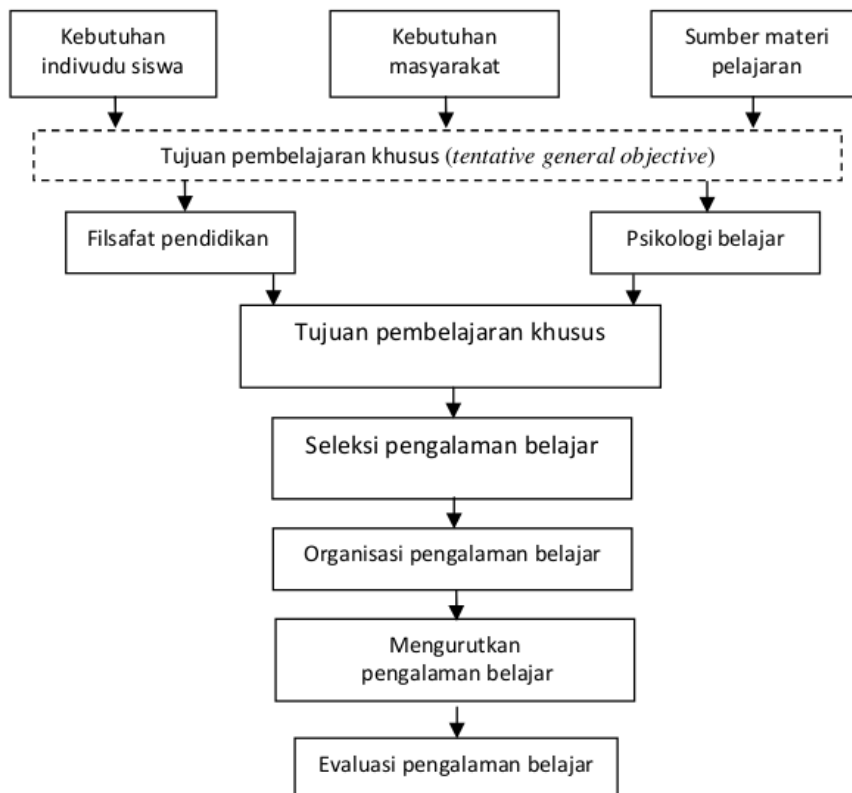 Kebutuhan
indivudu siswa
Kebutuhan
masyarakat
Sumber materi
pelajaran
Tujuan pembelajaran khusus (tentative general objective)
Filsafat pendidikan
Psikologi belajar
Tujuan pembelajaran khusus
Seleksi pengalaman belajar
Organisasi pengalaman belajar
Mengurutkan
pengalaman belajar
Evaluasi pengalaman belajar